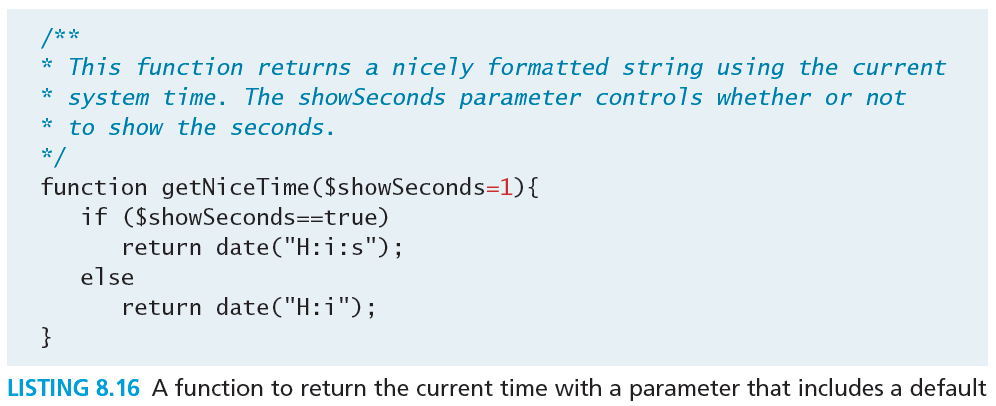 /**
* This function returns a nicely formatted string using the current
* system time. The showSeconds parameter controls whether or not
* to show the seconds.
*/
function getNiceTime($showSeconds=1){
if ($showSeconds==true)
return date("H:i:s");
else
return date("H:i");
}
LISTING 8.16 A function to return the current time with a parameter that includes a default